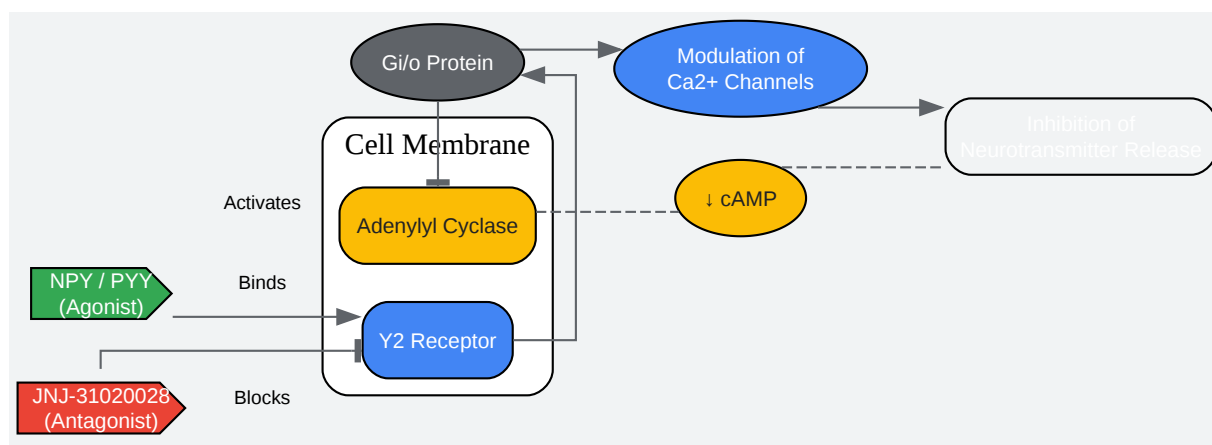 Gi/o Protein
Modulation of
Ca2+ Channels
Inhibition of
Neurotransmitter Release
Cell Membrane
Activates
Adenylyl Cyclase
↓ cAMP
NPY / PYY
(Agonist)
Binds
Y2 Receptor
JNJ-31020028
(Antagonist)
Blocks